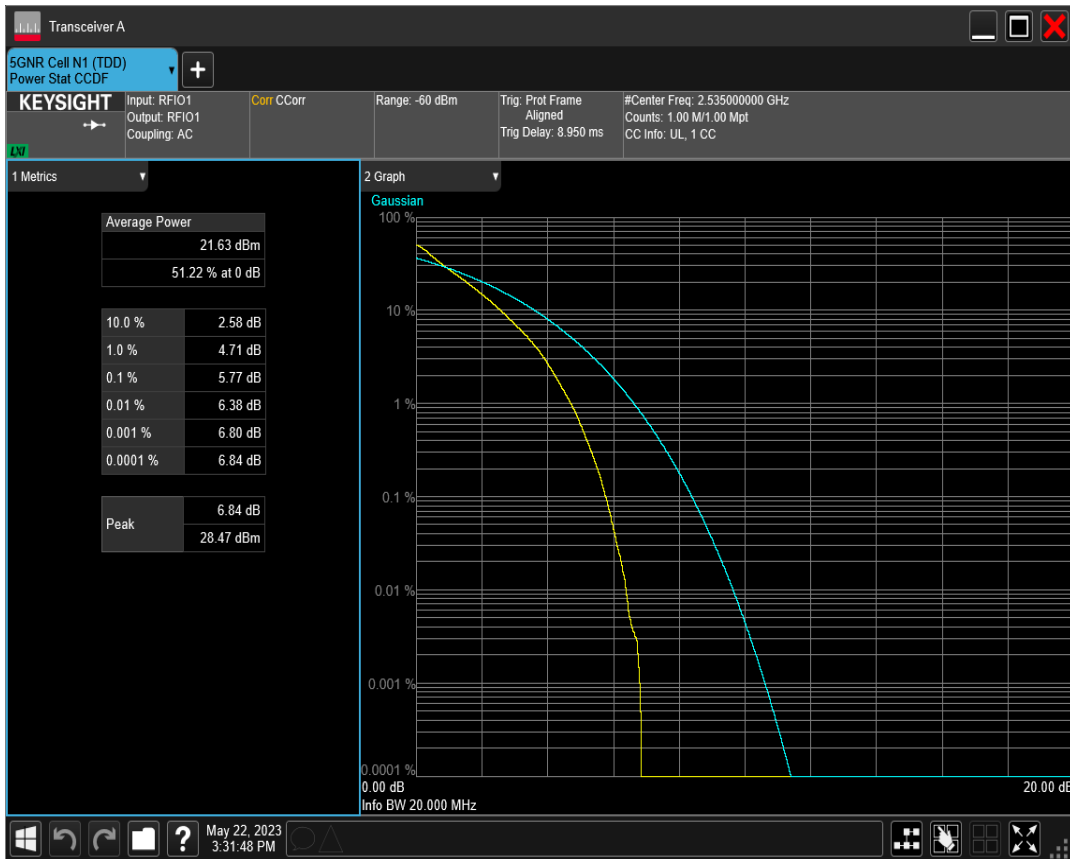 Transceiver A
5GNR Cell N1 (TDD)
Power Stat CCDF
KEYSIGHT
LXI
Input: RFIO1
Output: RFIO1
Coupling: AC
Corr CCorr
Range: -60 dBm
Trig: Prot Frame
Aligned
Trig Delay: 8.950 ms
#Center Freq: 2.535000000 GHz
Counts: 1.00 M/1.00 Mpt
CC Info: UL, 1 CC
1 Metrics
Average Power
21.63 dBm
51.22 % at 0 dB
10.0 % 2.58 dB
1.0 % 4.71 dB
0.1 % 5.77 dB
0.01 % 6.38 dB
0.001 % 6.80 dB
0.0001 % 6.84 dB
Peak 6.84 dB
28.47 dBm
2 Graph
Gaussian
100 %
10 %
1 %
0.1 %
0.01 %
0.001 %
0.0001 %
0.00 dB 20.00 dB
Info BW 20.000 MHz
May 22, 2023
3:31:48 PM